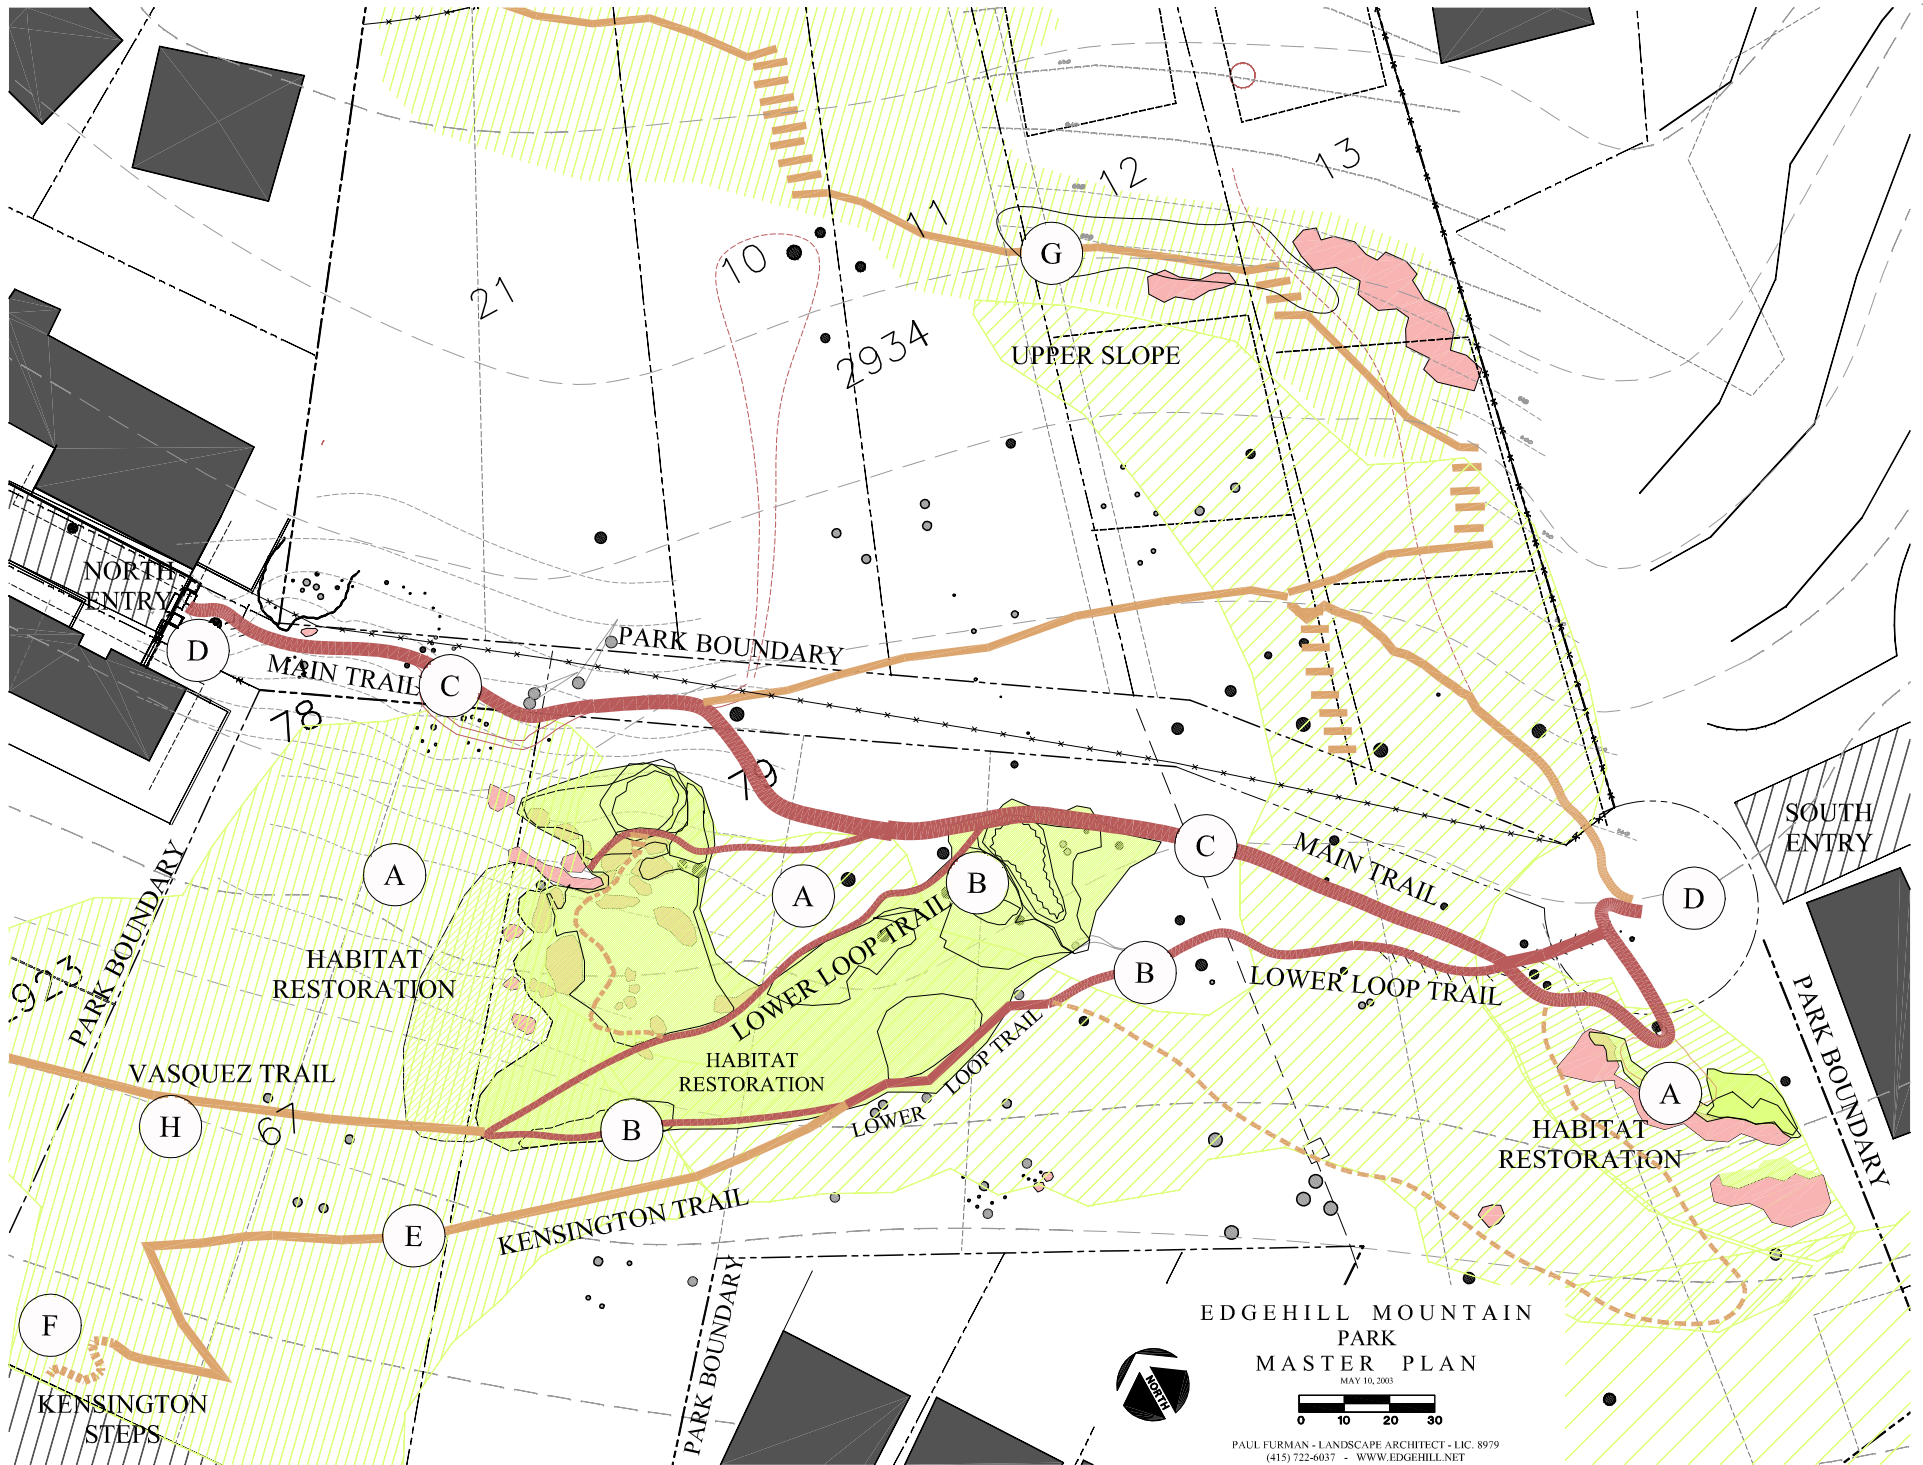 13
12
11
G
10
21
2934
UPPER SLOPE
NORTH
ENTRY
D
MAIN TRAIL
C
PARK BOUNDARY
78
79
SOUTH
ENTRY
A
A
B
C
MAIN TRAIL
D
PARK BOUNDARY
HABITAT
RESTORATION
LOWER LOOP TRAIL
B
LOWER LOOP TRAIL
PARK BOUNDARY
VASQUEZ TRAIL
H
67
HABITAT
RESTORATION
B
LOWER
LOOP TRAIL
A
HABITAT
RESTORATION
E
KENSINGTON TRAIL
F
KENSINGTON
STEPS
PARK BOUNDARY
NORTH
EDGEHILL MOUNTAIN
PARK
MASTER PLAN
MAY 10, 2003
0 10 20 30
PAUL FURMAN - LANDSCAPE ARCHITECT - LIC. 8979
(415) 722-6037 - WWW.EDGEHILL.NET